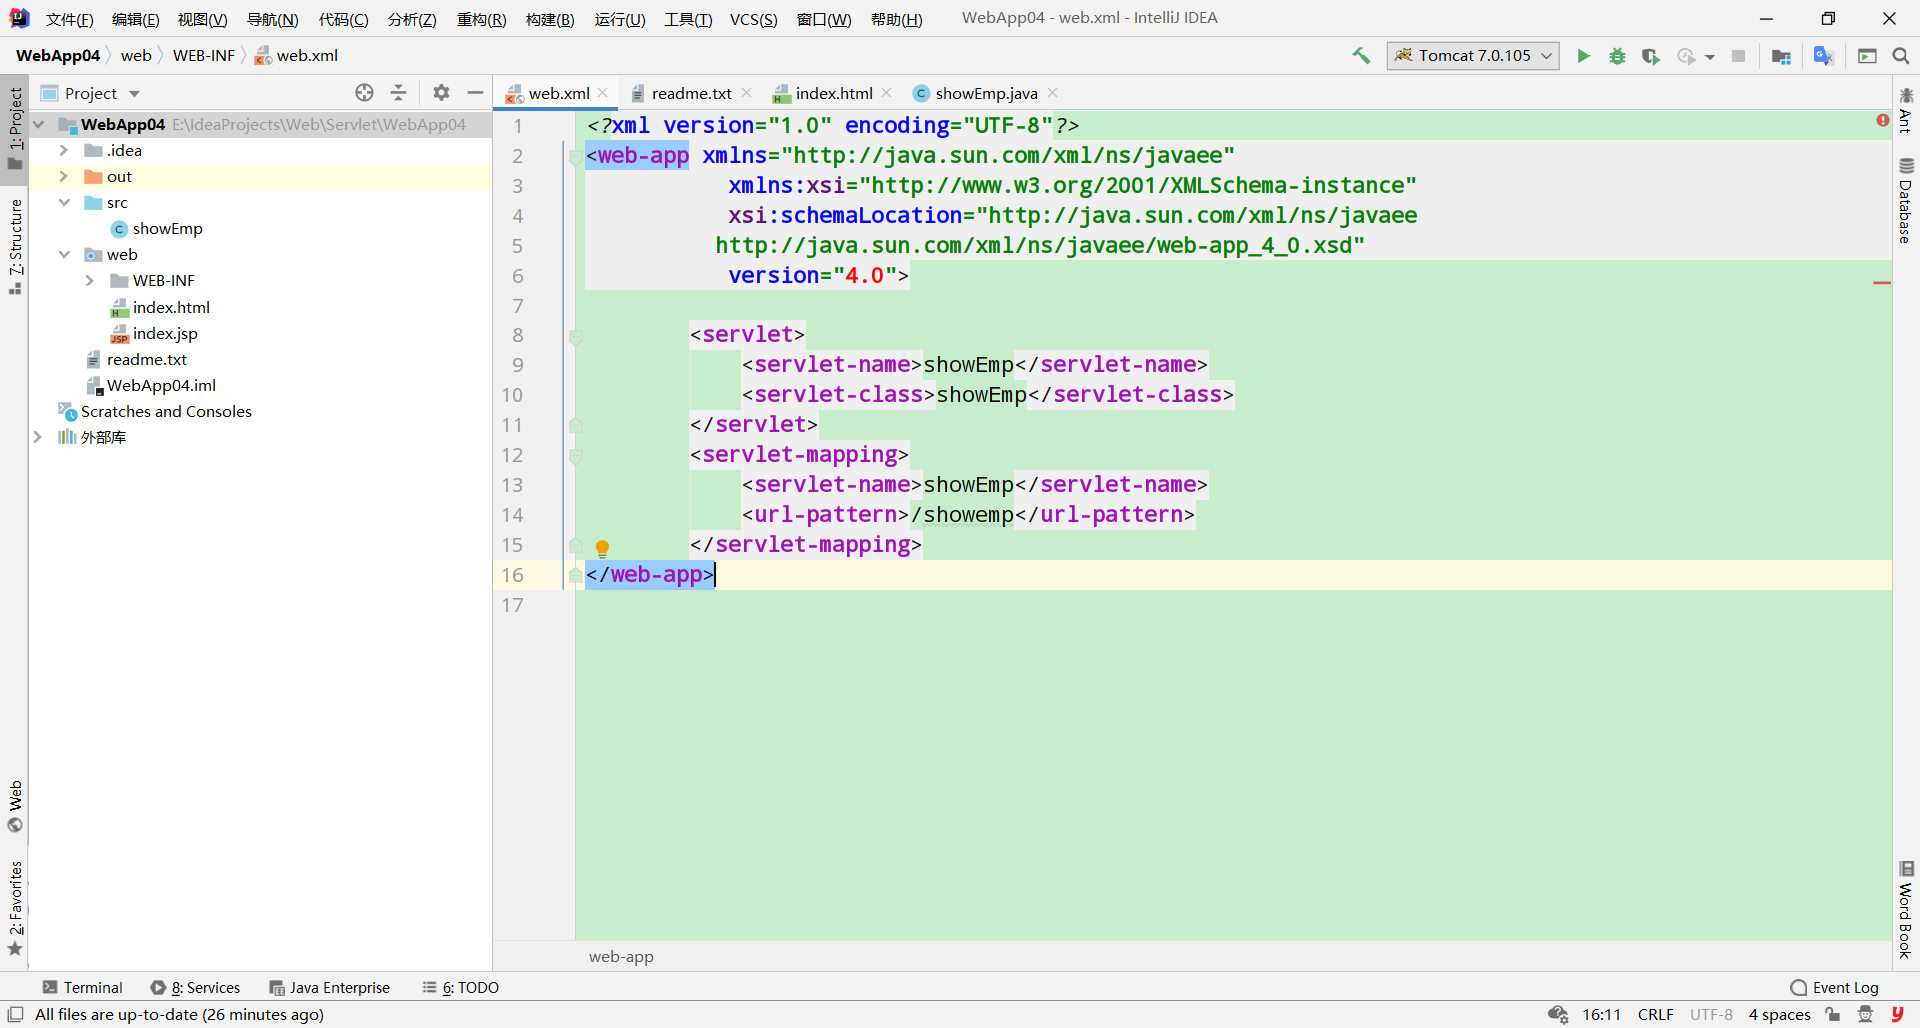 文件(F) 编辑(E) 视图(V) 导航(N) 代码(C) 分析(Z) 重构(R) 构建(B) 运行(U) 工具(T) VCS(S) 窗口(W) 帮助(H) WebApp04 - web.xml - IntelliJ IDEA
WebApp04 web WEB-INF web.xml Tomcat 7.0.105
Project
web.xml readme.txt index.html showEmp.java
1: Project
7: Structure
Web
2: Favorites
WebApp04 E:\IdeaProjects\Web\Servlet\WebApp04
.idea
out
src
showEmp
web
WEB-INF
index.html
index.jsp
readme.txt
WebApp04.iml
Scratches and Consoles
外部库
1 <?xml version="1.0" encoding="UTF-8"?>
2 <web-app xmlns="http://java.sun.com/xml/ns/javaee"
3 xmlns:xsi="http://www.w3.org/2001/XMLSchema-instance"
4 xsi:schemaLocation="http://java.sun.com/xml/ns/javaee
5 http://java.sun.com/xml/ns/javaee/web-app_4_0.xsd"
6 version="4.0">
7
8 <servlet>
9 <servlet-name>showEmp</servlet-name>
10 <servlet-class>showEmp</servlet-class>
11 </servlet>
12 <servlet-mapping>
13 <servlet-name>showEmp</servlet-name>
14 <url-pattern>/showemp</url-pattern>
15 </servlet-mapping>
16 </web-app>
17
web-app
Ant
Database
Word Book
Terminal 8: Services Java Enterprise 6: TODO Event Log
All files are up-to-date (26 minutes ago) 16:11 CRLF UTF-8 4 spaces